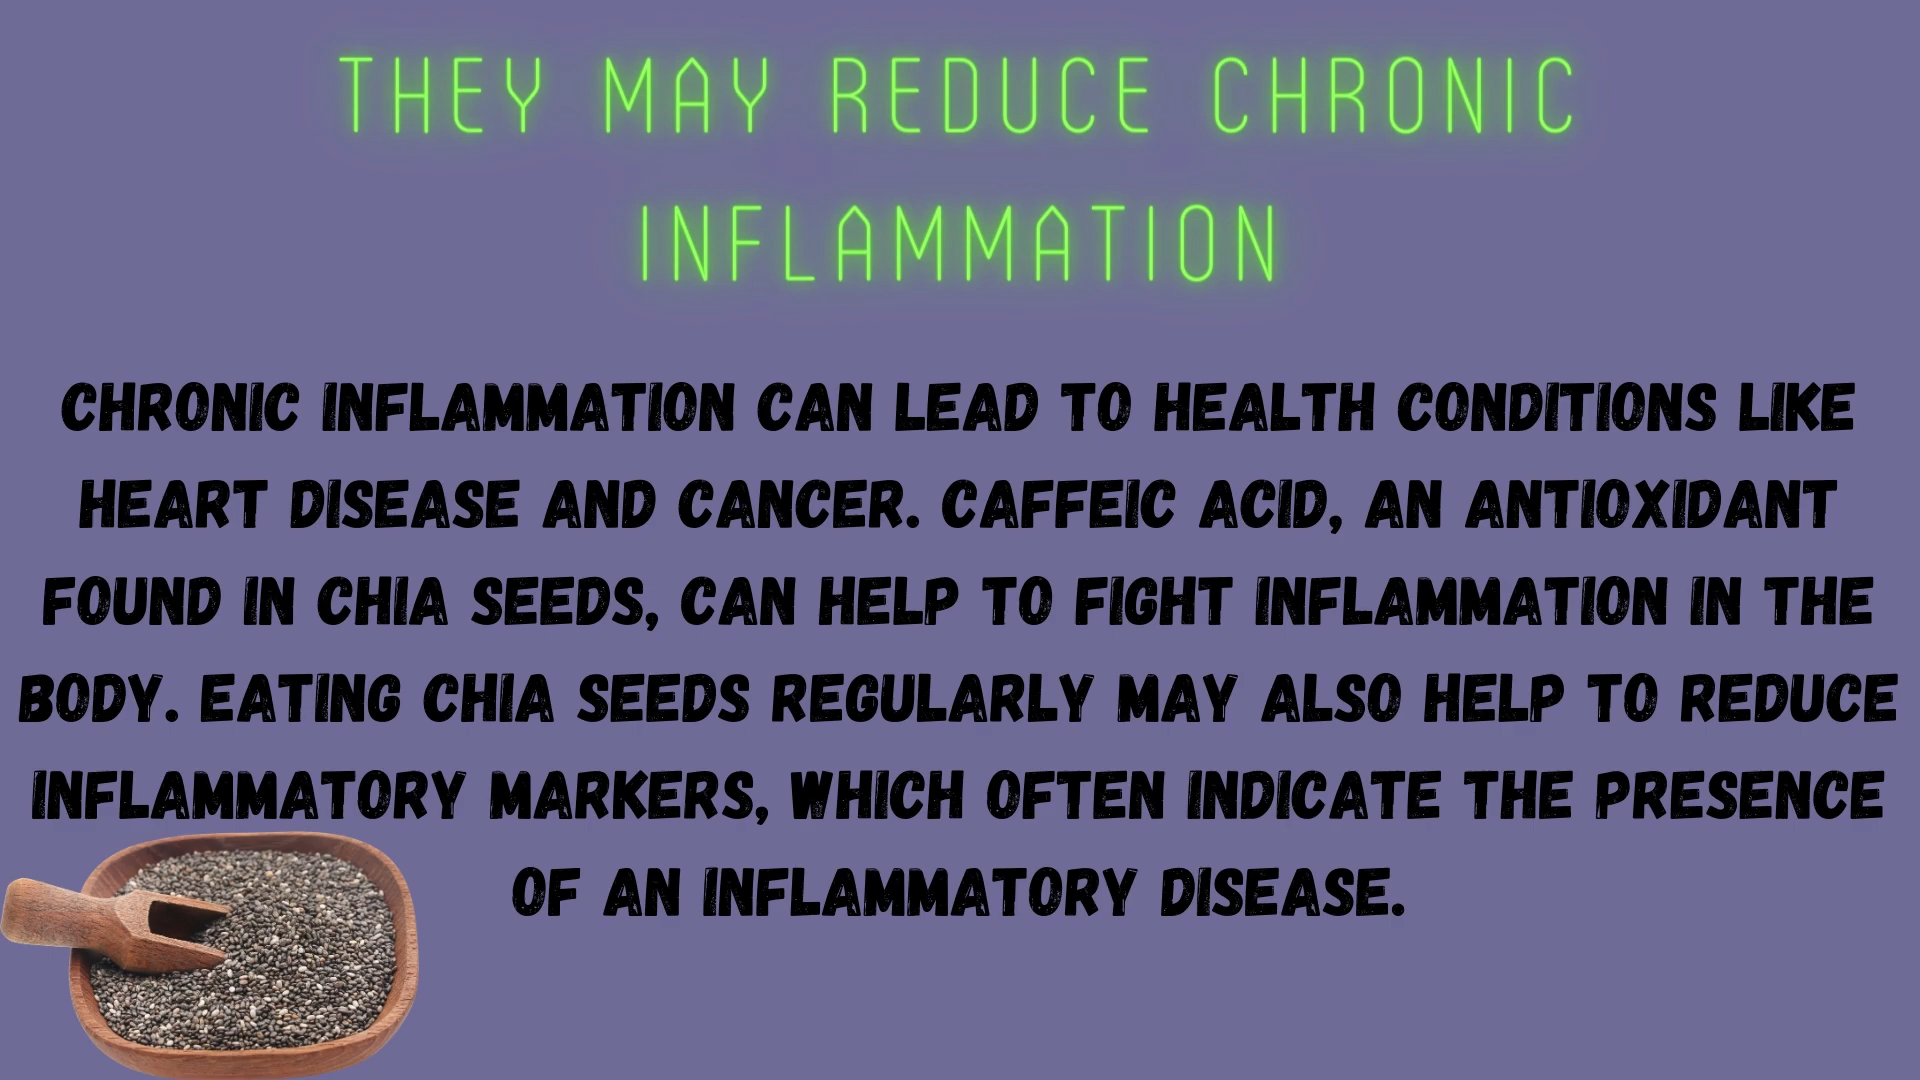 THEY MAY REDUCE CHRONIC
INFLAMMATION
CHRONIC INFLAMMATION CAN LEAD TO HEALTH CONDITIONS LIKE
HEART DISEASE AND CANCER. CAFFEIC ACID, AN ANTIOXIDANT
FOUND IN CHIA SEEDS, CAN HELP TO FIGHT INFLAMMATION IN THE
BODY. EATING CHIA SEEDS REGULARLY MAY ALSO HELP TO REDUCE
INFLAMMATORY MARKERS, WHICH OFTEN INDICATE THE PRESENCE
OF AN INFLAMMATORY DISEASE.